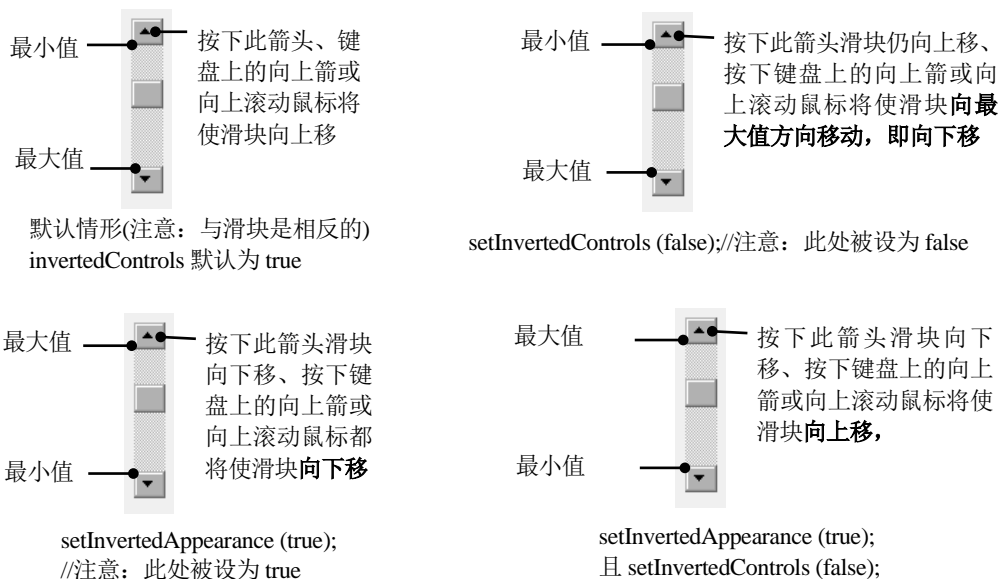 最小值
按下此箭头、键
盘上的向上箭或
向上滚动鼠标将
使滑块向上移
最大值
默认情形(注意：与滑块是相反的)
invertedControls 默认为 true
最小值
按下此箭头滑块仍向上移、
按下键盘上的向上箭或向
上滚动鼠标将使滑块向最
大值方向移动，即向下移
最大值
setInvertedControls (false);//注意：此处被设为 false
最大值
按下此箭头滑块
向下移、按下键
盘上的向上箭或
向上滚动鼠标都
将使滑块向下移
最小值
setInvertedAppearance (true);
//注意：此处被设为 true
最大值
按下此箭头滑块向下
移、按下键盘上的向上
箭或向上滚动鼠标将使
滑块向上移，
最小值
setInvertedAppearance (true);
且 setInvertedControls (false);